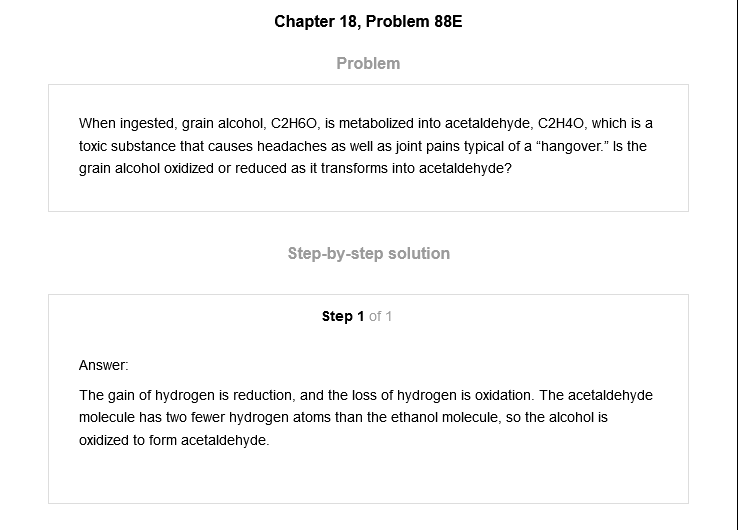 Chapter 18, Problem 88E
Problem
When ingested, grain alcohol, C2H6O, is metabolized into acetaldehyde, C2H4O, which is a
toxic substance that causes headaches as well as joint pains typical of a “hangover.” Is the
grain alcohol oxidized or reduced as it transforms into acetaldehyde?
Step-by-step solution
Step 1 of 1
Answer:
The gain of hydrogen is reduction, and the loss of hydrogen is oxidation. The acetaldehyde
molecule has two fewer hydrogen atoms than the ethanol molecule, so the alcohol is
oxidized to form acetaldehyde.